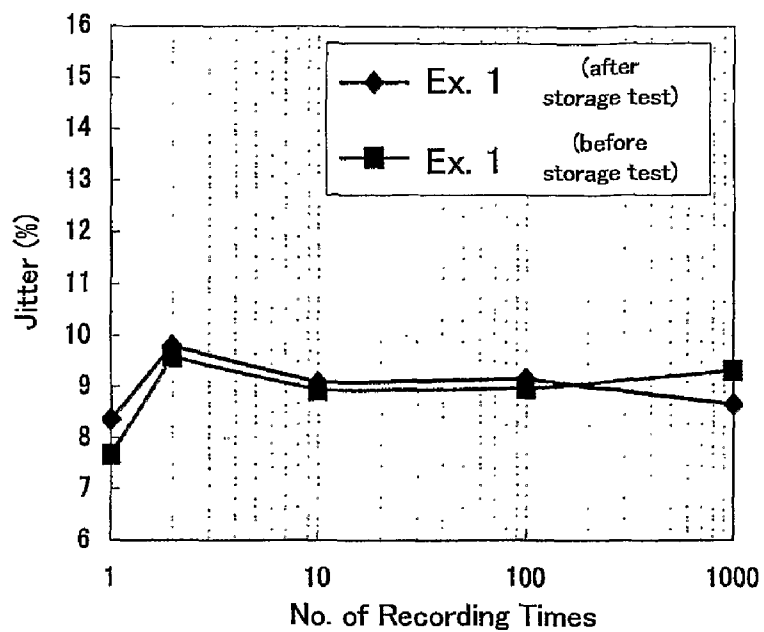 16
15
14
13
12
11
10
9
8
7
6
Jitter (%)
Ex. 1 (after
storage test)
Ex. 1 (before
storage test)
1 10 100 1000
No. of Recording Times